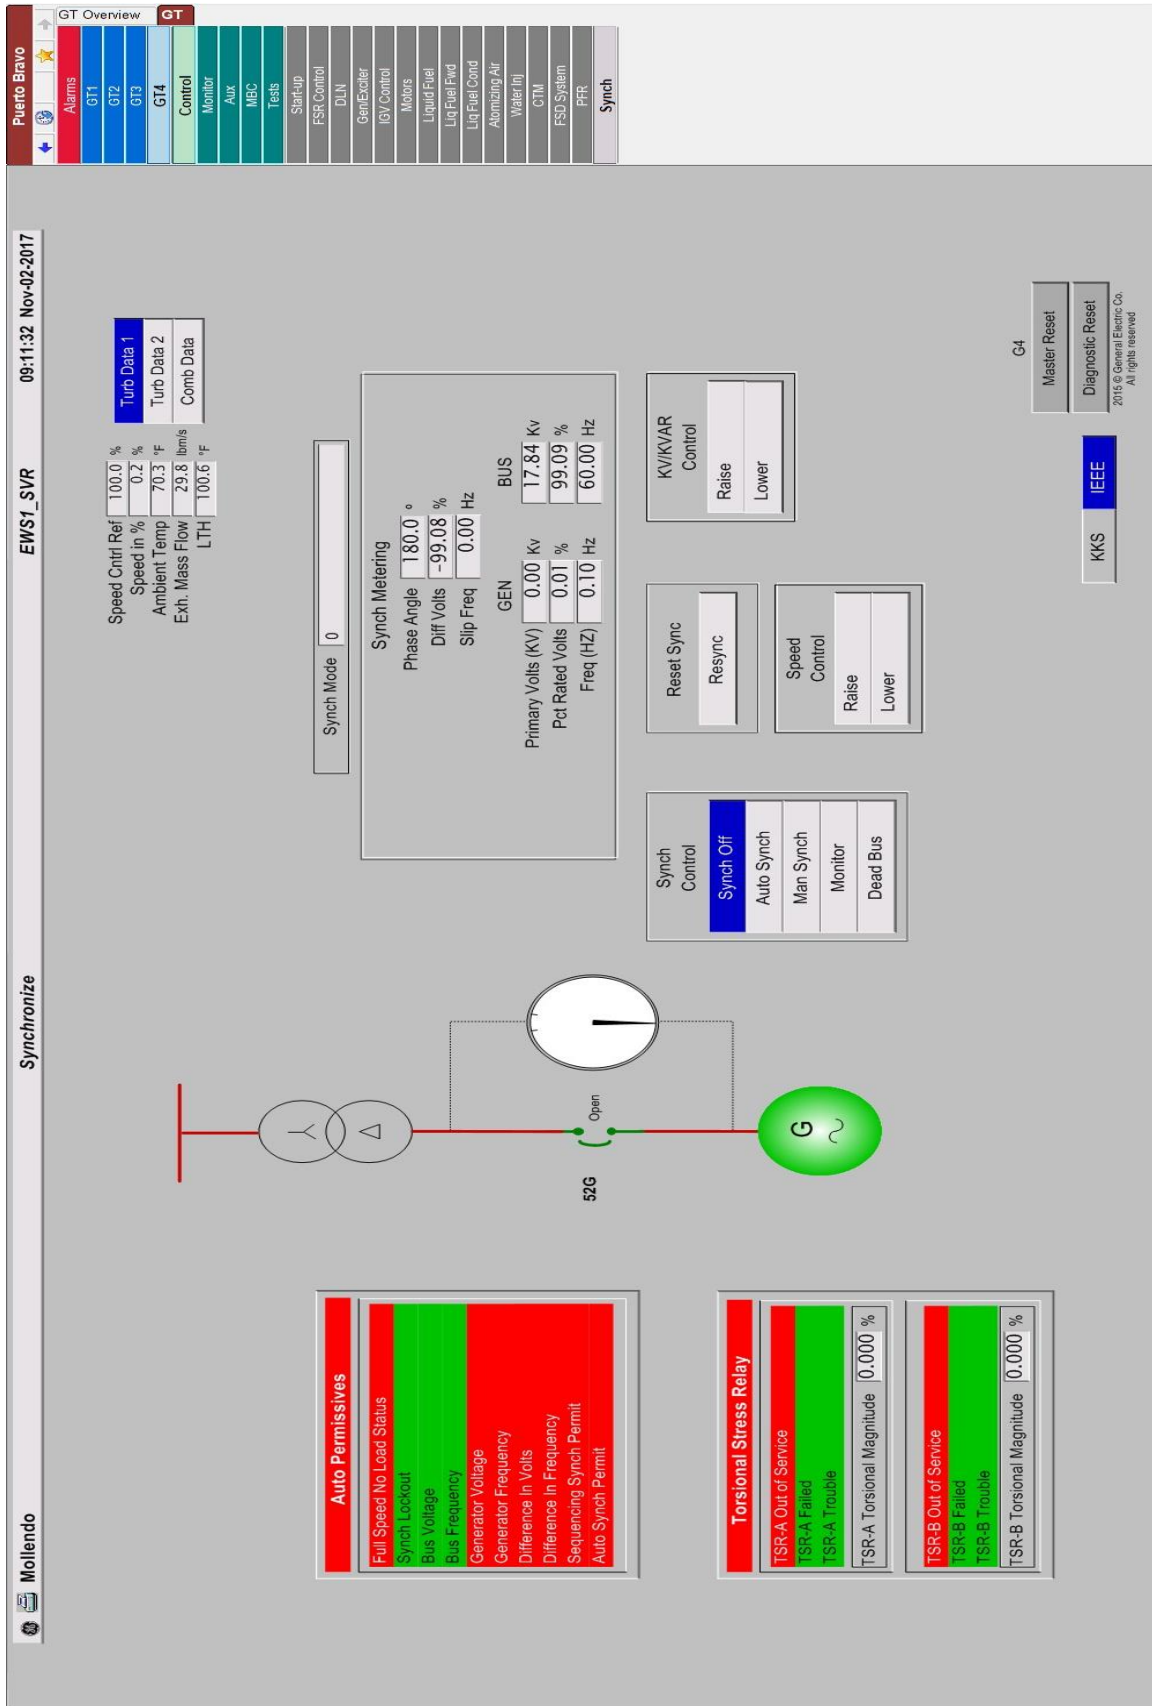 Mollendo
Synchronize
EWS1_SVR
09:11:32 Nov-02-2017
Puerto Bravo
GT Overview
GT
Alarms
GT1
GT2
GT3
GT4
Control
Monitor
Aux
MBC
Tests
Start-up
FSR Control
DLN
Gen/Exciter
IGV Control
Motors
Liquid Fuel
Liq Fuel Fwd
Liq Fuel Cond
Atomizing Air
Water Inj
CTM
FSD System
PFR
Synch
Speed Cntrl Ref 100.0 %
Speed in % 0.2 %
Ambient Temp 70.3 °F
Exh. Mass Flow 29.8 lbm/s
LTH 100.6 °F
Turb Data 1
Turb Data 2
Comb Data
Auto Permissives
Full Speed No Load Status
Synch Lockout
Bus Voltage
Bus Frequency
Generator Voltage
Generator Frequency
Difference In Volts
Difference In Frequency
Sequencing Synch Permit
Auto Synch Permit
Torsional Stress Relay
TSR-A Out of Service
TSR-A Failed
TSR-A Trouble
TSR-A Torsional Magnitude 0.000 %
TSR-B Out of Service
TSR-B Failed
TSR-B Trouble
TSR-B Torsional Magnitude 0.000 %
52G
Open
G
Synch Mode 0
Synch Metering
Phase Angle 180.0 °
Diff Volts -99.08 %
Slip Freq 0.00 Hz
GEN BUS
Primary Volts (KV) 0.00 Kv 17.84 Kv
Pct Rated Volts 0.01 % 99.09 %
Freq (HZ) 0.10 Hz 60.00 Hz
Synch
Control
Synch Off
Auto Synch
Man Synch
Monitor
Dead Bus
Reset Sync
Resync
Speed
Control
Raise
Lower
KV/KVAR
Control
Raise
Lower
G4
Master Reset
Diagnostic Reset
2015 © General Electric Co.
All rights reserved
KKS
IEEE